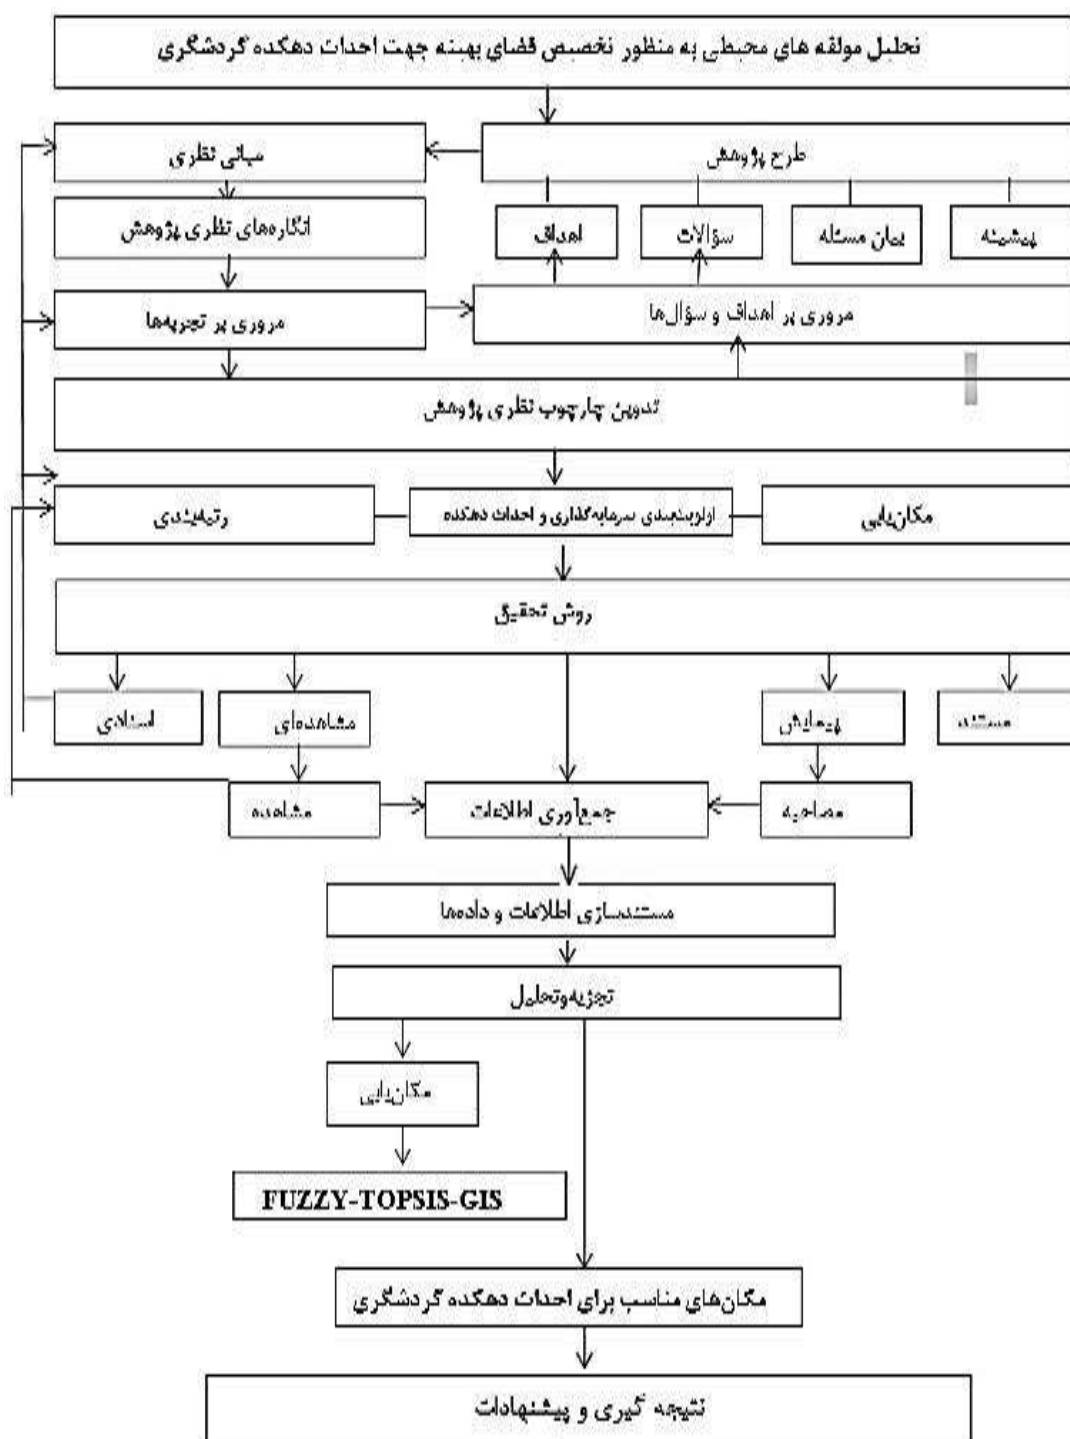 تحلیل مولفه های محیطی به منظور تخصیص فضای بهینه جهت احداث دهکده گردشگری
طرح پژوهش
مبانی نظری
پیشینه
بیان مسئله
سؤالات
اهداف
انگاره‌های نظری پژوهش
مروری بر اهداف و سؤال‌ها
مروری بر تجربه‌ها
تدوین چارچوب نظری پژوهش
مکان‌یابی
اولویت‌بندی سرمایه‌گذاری و احداث دهکده
رتبه‌بندی
روش تحقیق
مستند
پیمایش
مشاهده‌ای
اسنادی
مصاحبه
جمع‌آوری اطلاعات
مشاهده
مستندسازی اطلاعات و داده‌ها
تجزیه‌وتحلیل
مکان‌یابی
FUZZY-TOPSIS-GIS
مکان‌های مناسب برای احداث دهکده گردشگری
نتیجه گیری و پیشنهادات